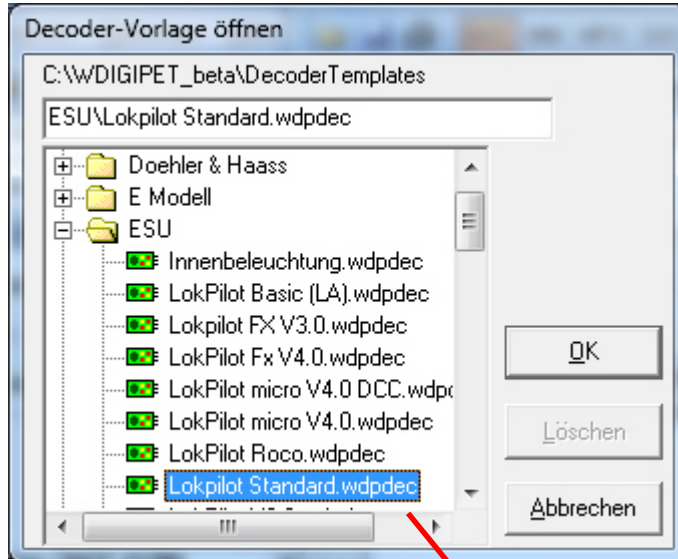 Decoder-Vorlage öffnen
C:\WDIGIPET_beta\DecoderTemplates
ESU\Lokpilot Standard.wdpdec
Doehler & Haass
E Modell
ESU
Innenbeleuchtung.wdpdec
LokPilot Basic (LA).wdpdec
Lokpilot FX V3.0.wdpdec
LokPilot Fx V4.0.wdpdec
OK
LokPilot micro V4.0 DCC.wdpd
LokPilot micro V4.0.wdpdec
Löschen
LokPilot Roco.wdpdec
Lokpilot Standard.wdpdec
Abbrechen